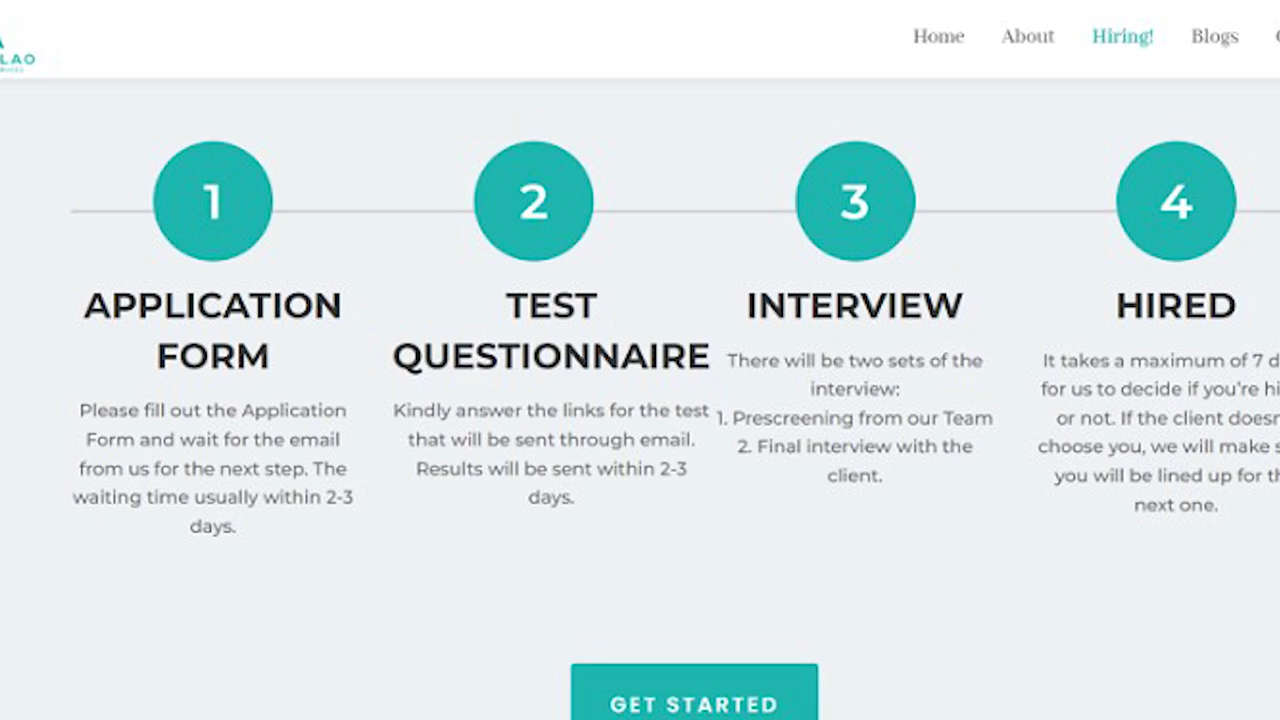 LAO
Home About Hiring! Blogs
1
2
3
4
APPLICATION
FORM
Please fill out the Application
Form and wait for the email
from us for the next step. The
waiting time usually within 2-3
days.
TEST
QUESTIONNAIRE
Kindly answer the links for the test
that will be sent through email.
Results will be sent within 2-3
days.
INTERVIEW
There will be two sets of the
interview:
1. Prescreening from our Team
2. Final interview with the
client.
HIRED
It takes a maximum of 7 d
for us to decide if you're hi
or not. If the client doesn
choose you, we will make s
you will be lined up for th
next one.
GET STARTED